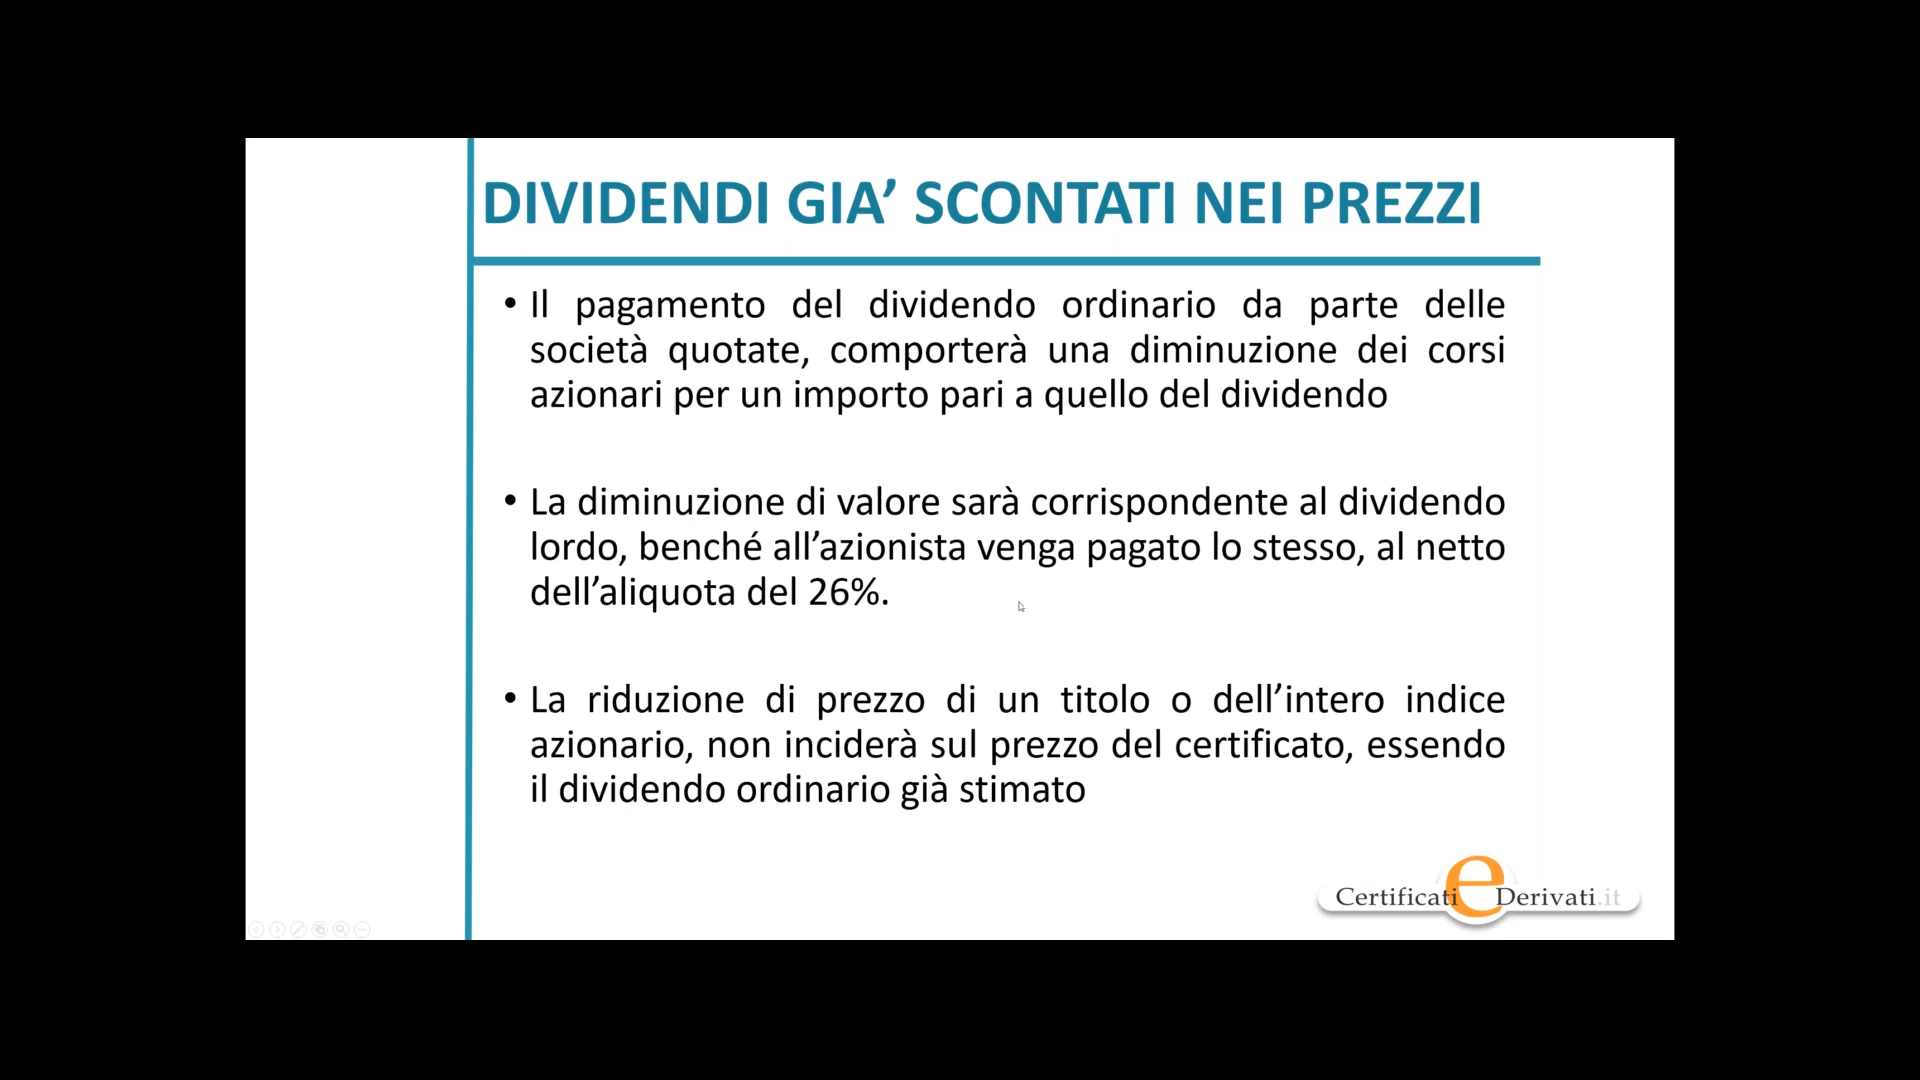 DIVIDENDI GIA’ SCONTATI NEI PREZZI
• Il pagamento del dividendo ordinario da parte delle
società quotate, comporterà una diminuzione dei corsi
azionari per un importo pari a quello del dividendo
• La diminuzione di valore sarà corrispondente al dividendo
lordo, benché all’azionista venga pagato lo stesso, al netto
dell’aliquota del 26%.
• La riduzione di prezzo di un titolo o dell’intero indice
azionario, non inciderà sul prezzo del certificato, essendo
il dividendo ordinario già stimato
Certificati e Derivati.it